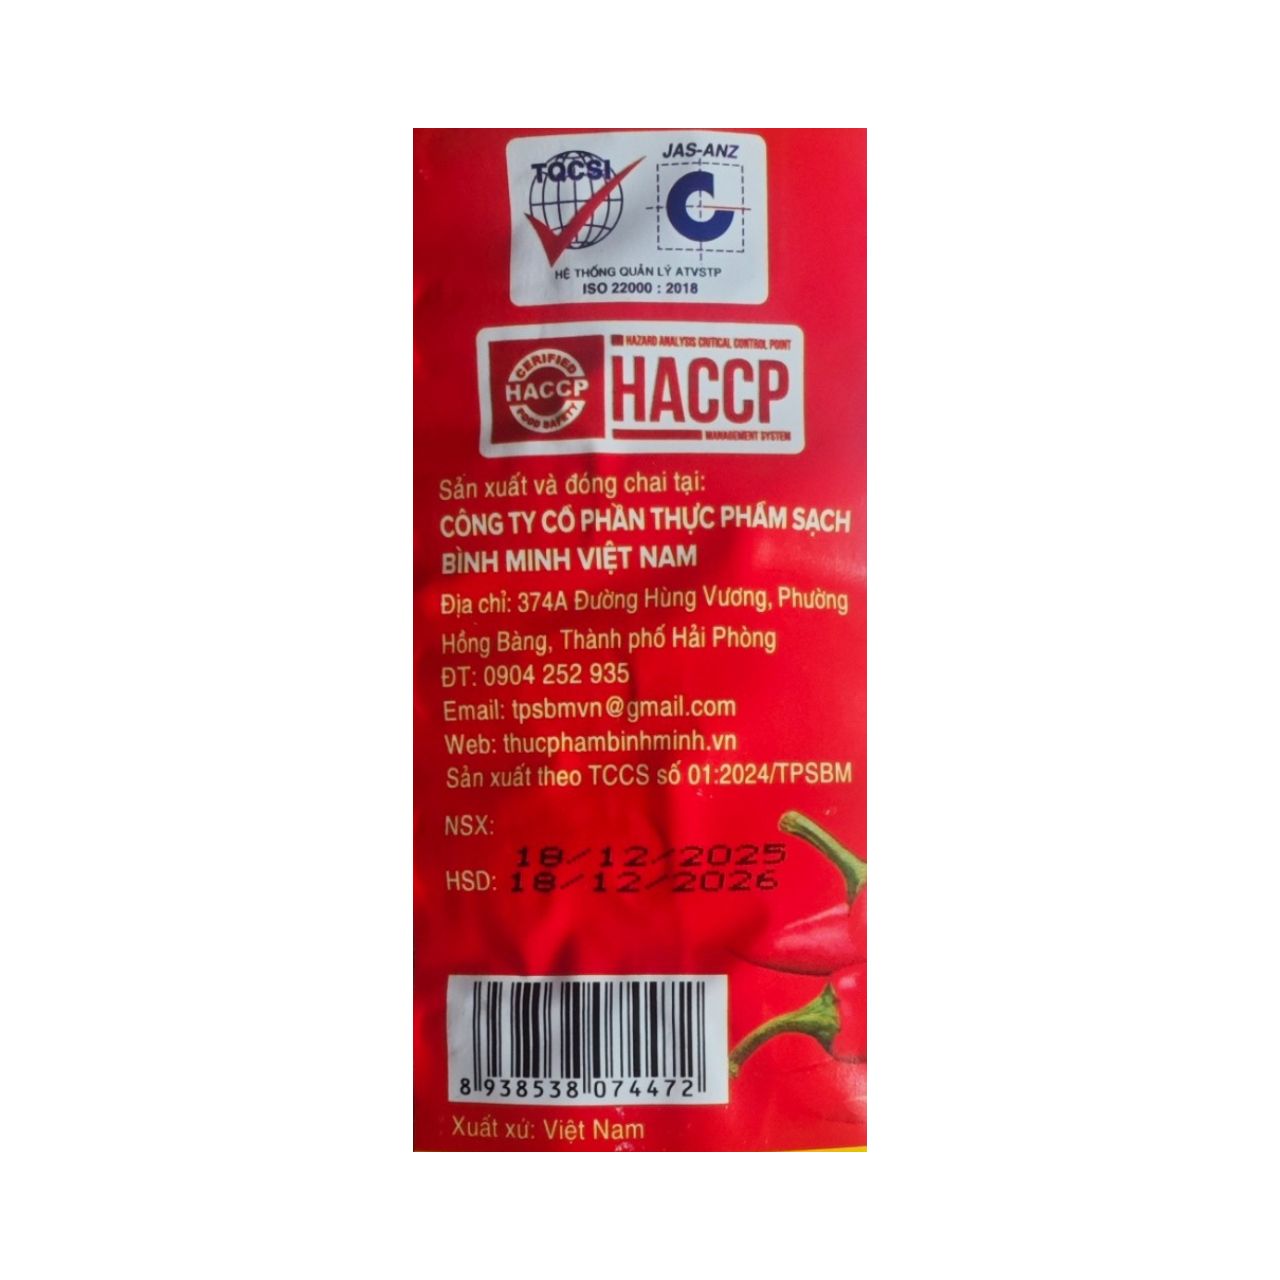 TQCSI
JAS-ANZ
HỆ THỐNG QUẢN LÝ ATVSTP
ISO 22000 : 2018
CERIFIED
HACCP
FOOD SAFETY
HAZARD ANALYSIS CRITICAL CONTROL POINT
HACCP
MANAGEMENT SYSTEM
Sản xuất và đóng chai tại:
CÔNG TY CỔ PHẦN THỰC PHẨM SẠCH
BÌNH MINH VIỆT NAM
Địa chỉ: 374A Đường Hùng Vương, Phường
Hồng Bàng, Thành phố Hải Phòng
ĐT: 0904 252 935
Email: tpsbmvn@gmail.com
Web: thucphambinhminh.vn
Sản xuất theo TCCS số 01:2024/TPSBM
NSX: 18/12/2025
HSD: 18/12/2026
8 938538 074472
Xuất xứ: Việt Nam